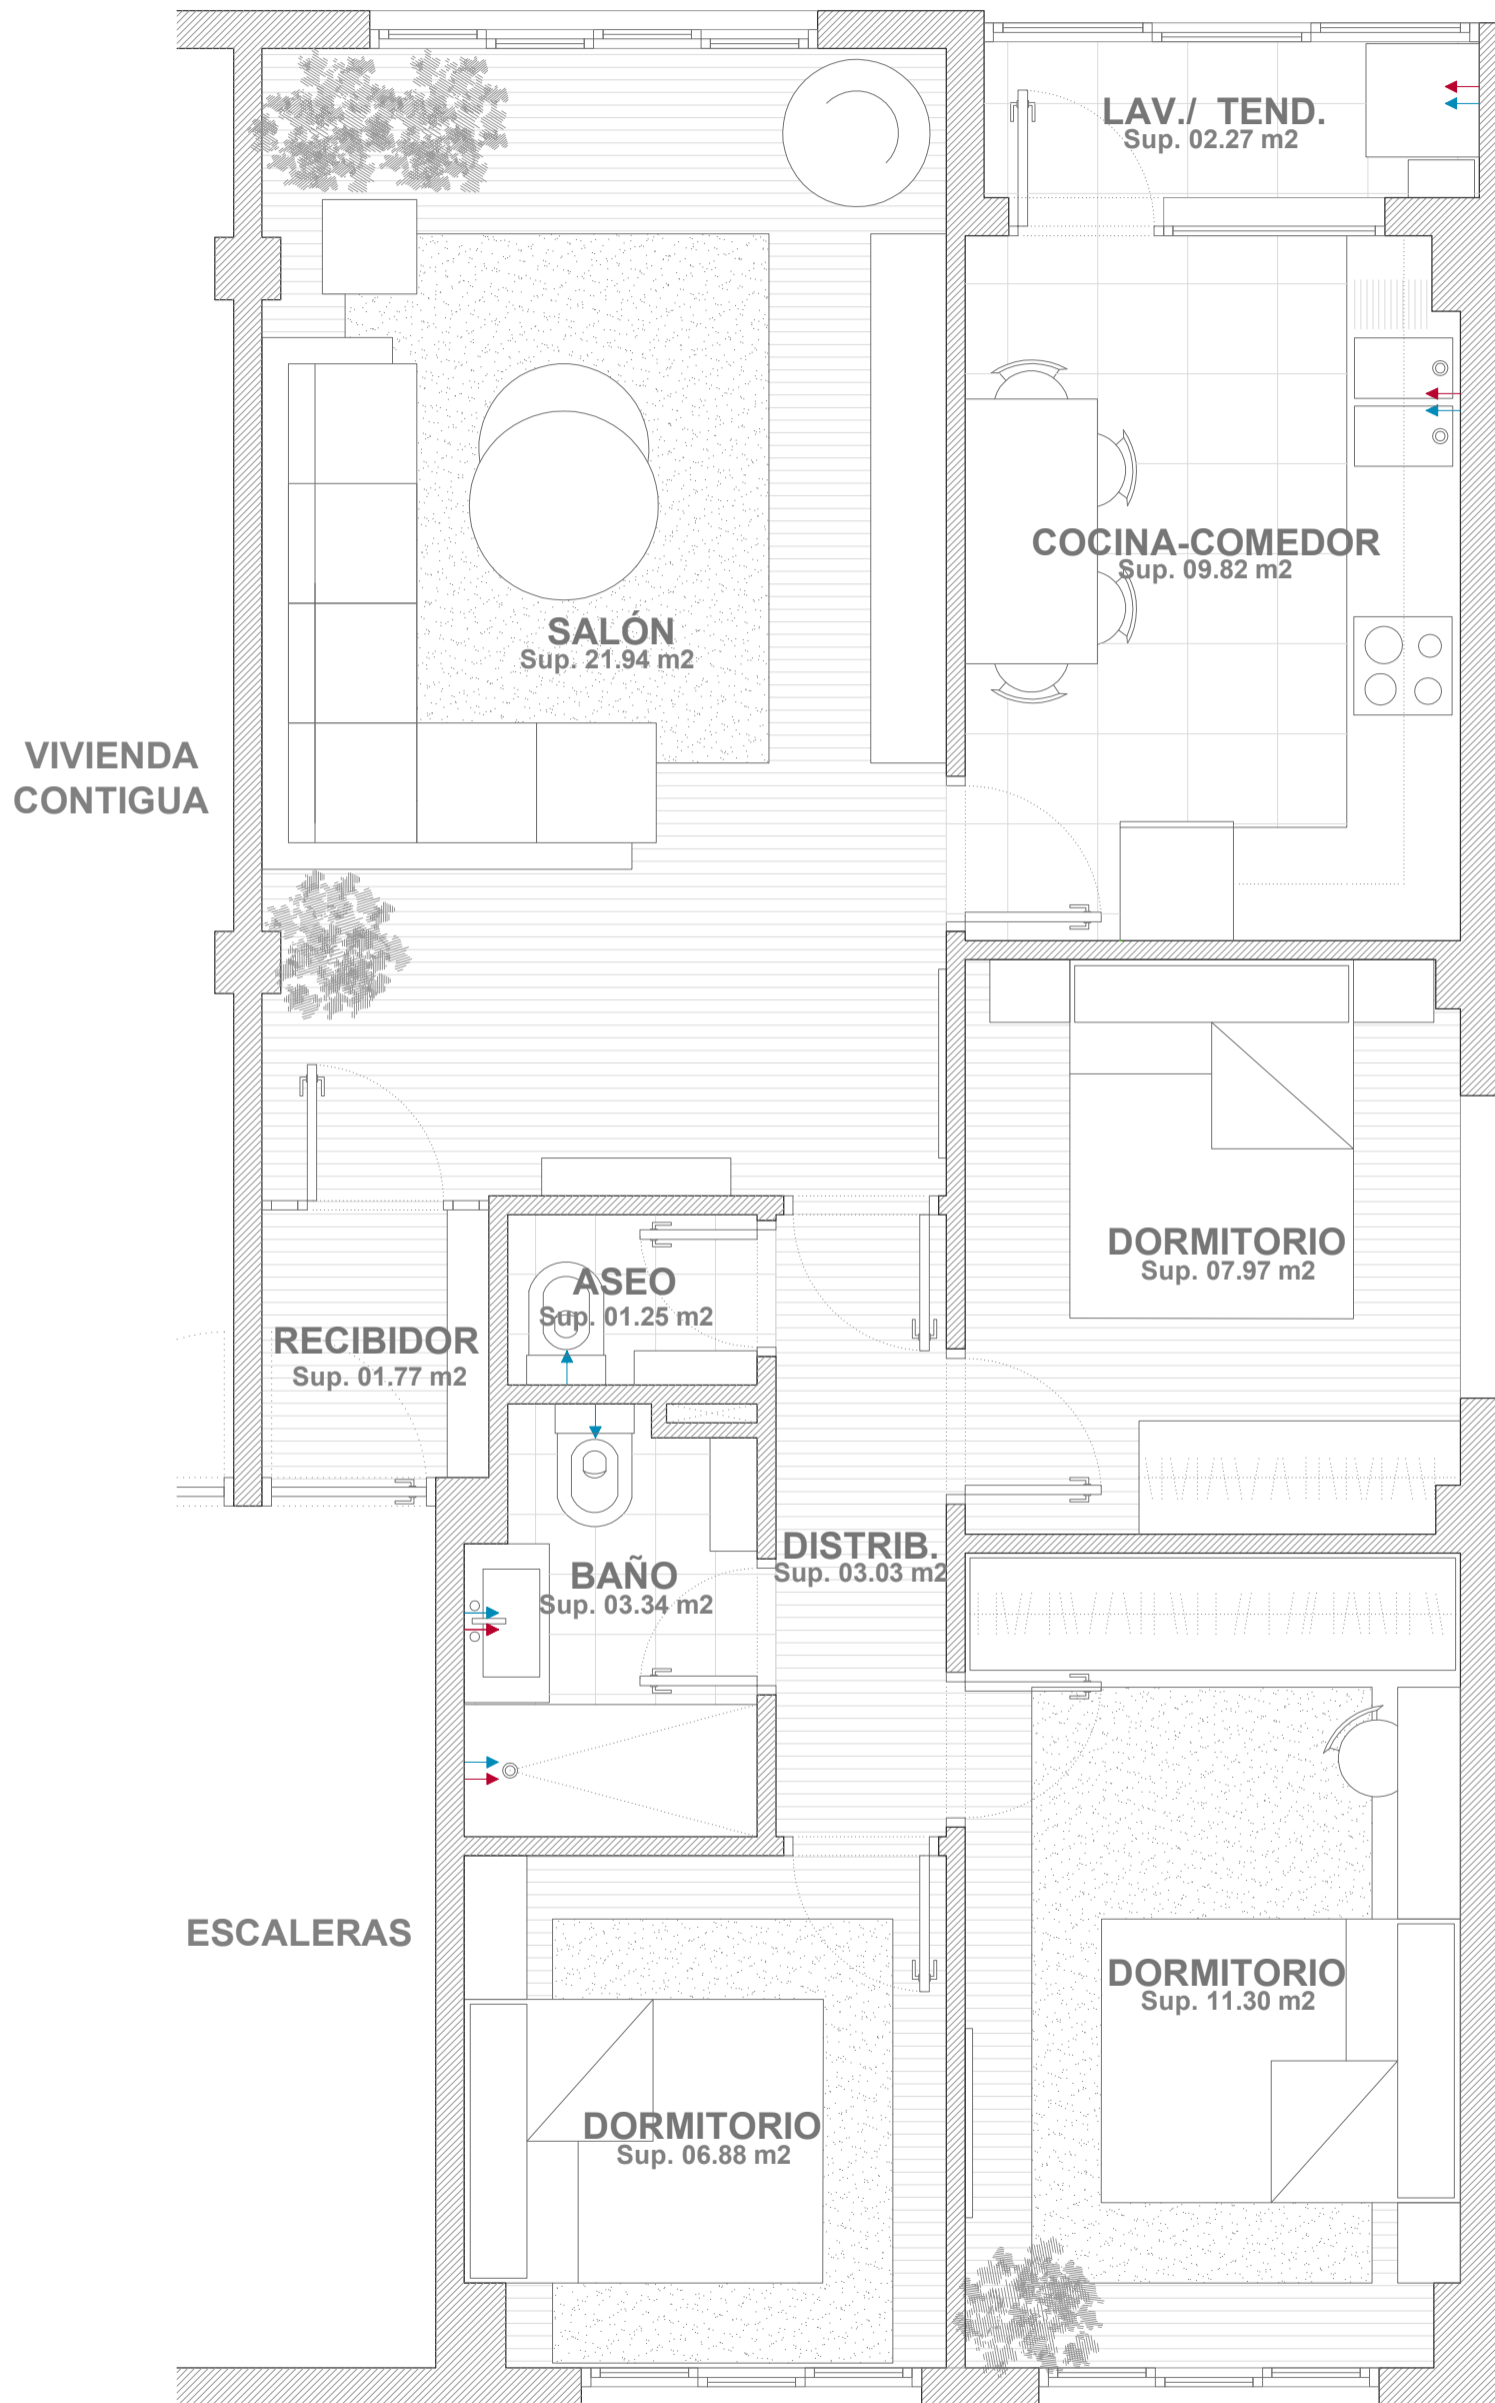 LAV./ TEND.
Sup. 02.27 m2
COCINA-COMEDOR
Sup. 09.82 m2
SALÓN
Sup. 21.94 m2
VIVIENDA
CONTIGUA
DORMITORIO
Sup. 07.97 m2
ASEO
Sup. 01.25 m2
RECIBIDOR
Sup. 01.77 m2
DISTRIB.
Sup. 03.03 m2
BAÑO
Sup. 03.34 m2
ESCALERAS
DORMITORIO
Sup. 11.30 m2
DORMITORIO
Sup. 06.88 m2